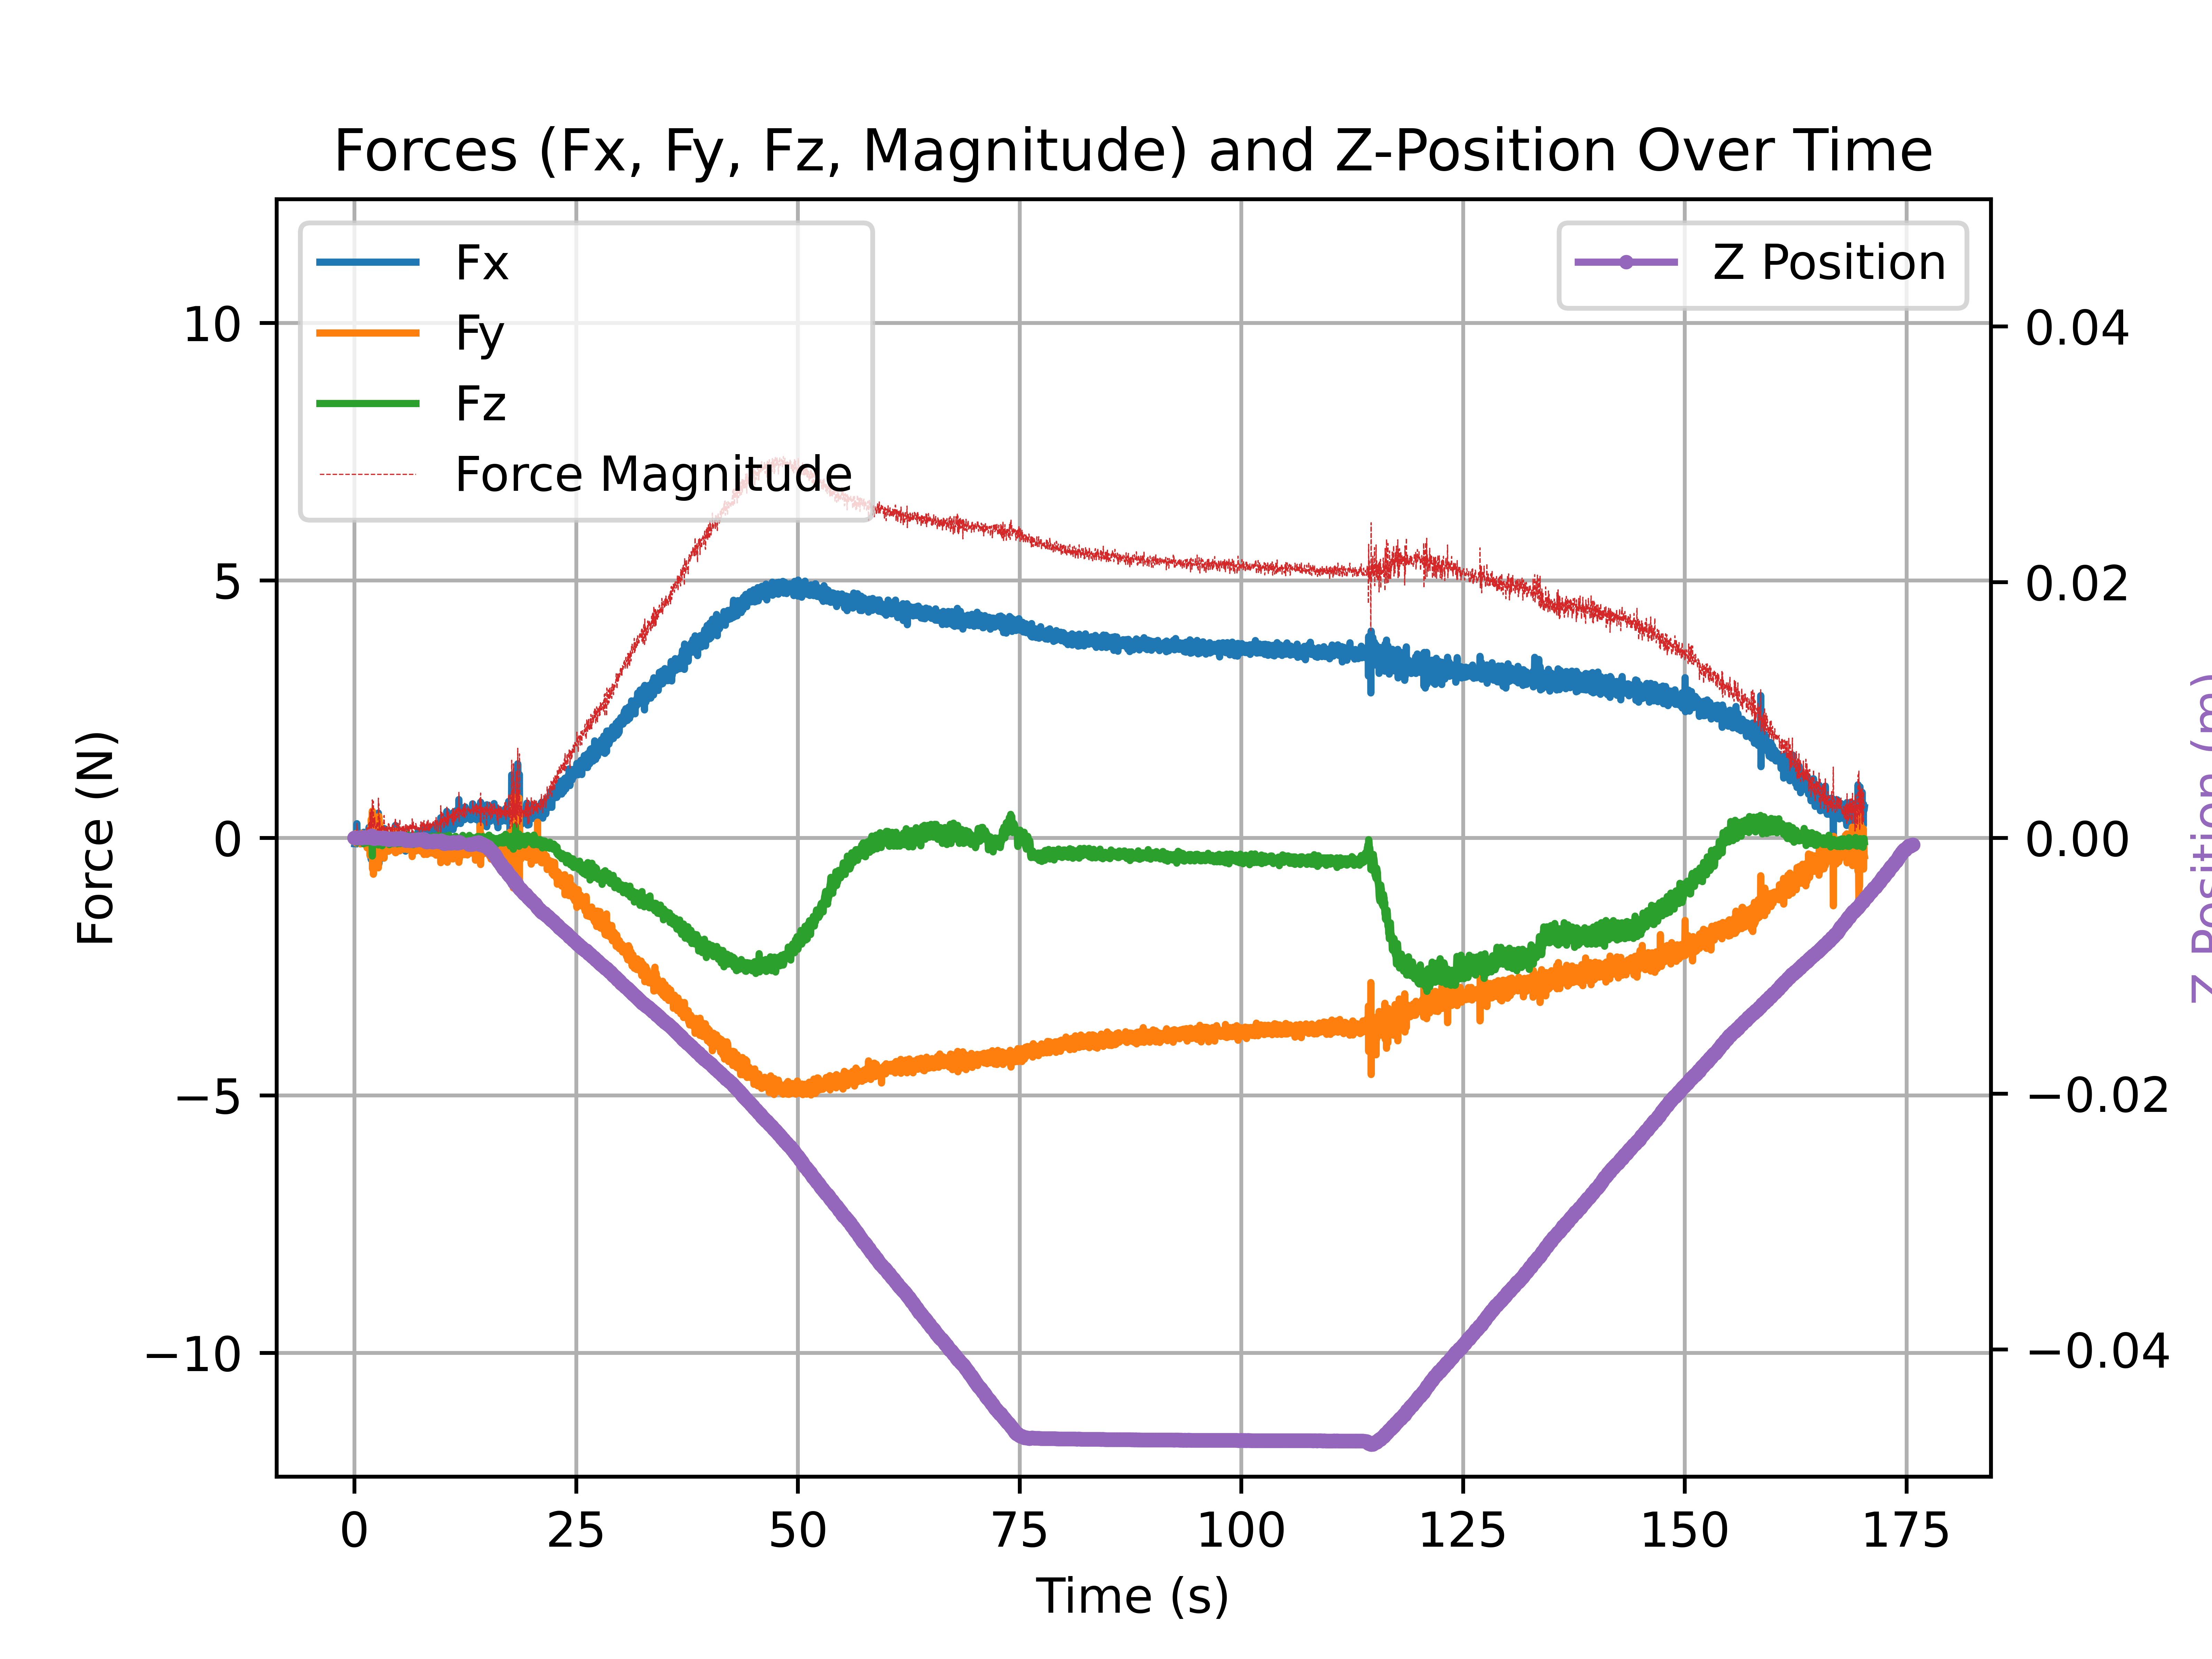 Forces (Fx, Fy, Fz, Magnitude) and Z-Position Over Time
Fx
Fy
Fz
Force Magnitude
Z Position
10
5
0
−5
−10
Force (N)
0.04
0.02
0.00
−0.02
−0.04
Z Position (m
0
25
50
75
100
125
150
175
Time (s)